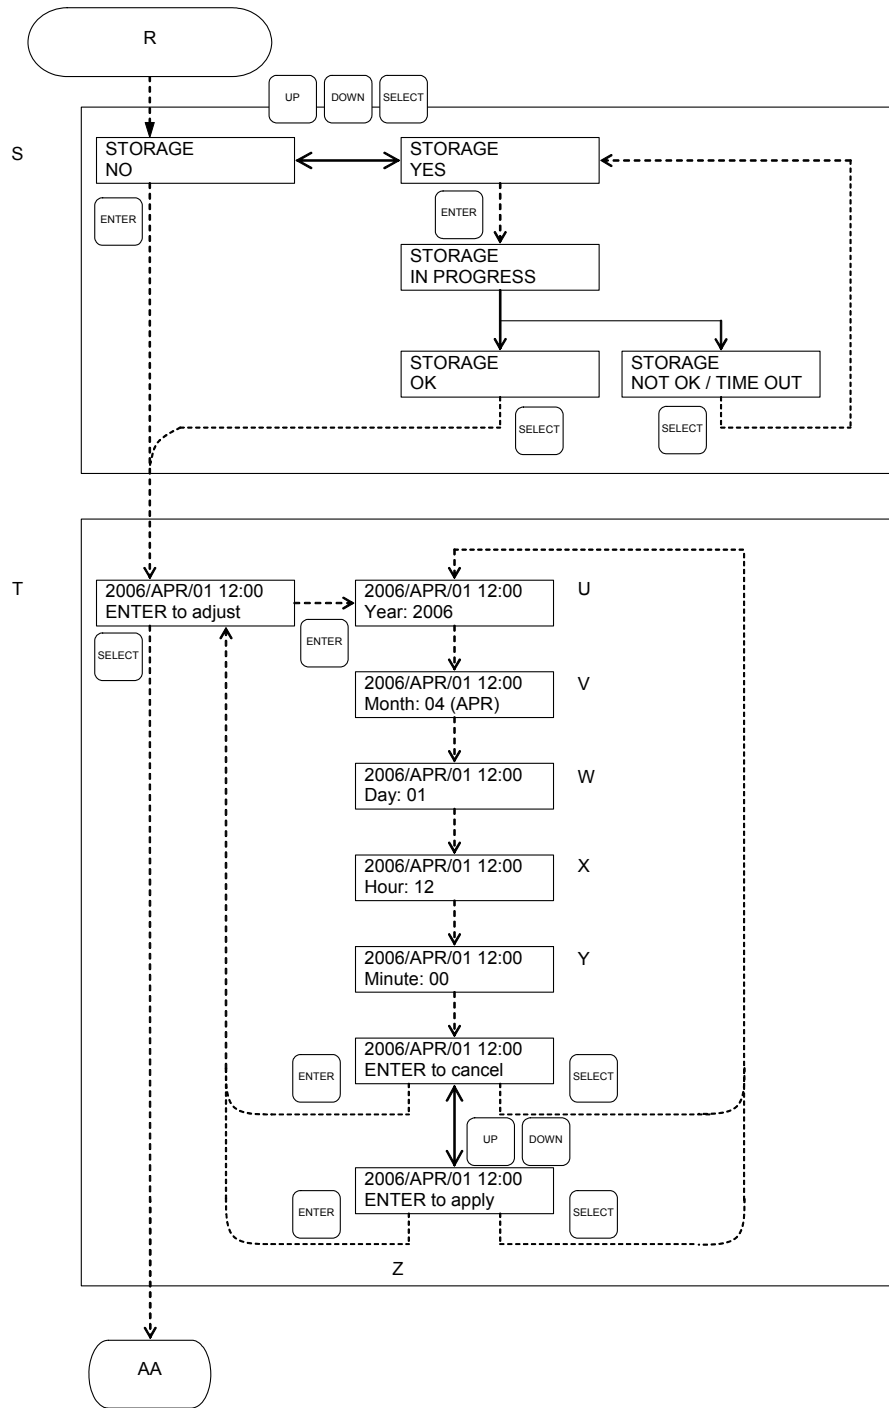 R
UP
DOWN
SELECT
S
STORAGE
NO
STORAGE
YES
ENTER
ENTER
STORAGE
IN PROGRESS
STORAGE
OK
STORAGE
NOT OK / TIME OUT
SELECT
SELECT
T
2006/APR/01 12:00
ENTER to adjust
2006/APR/01 12:00
Year: 2006
U
SELECT
ENTER
2006/APR/01 12:00
Month: 04 (APR)
V
2006/APR/01 12:00
Day: 01
W
2006/APR/01 12:00
Hour: 12
X
2006/APR/01 12:00
Minute: 00
Y
ENTER
2006/APR/01 12:00
ENTER to cancel
SELECT
UP
DOWN
ENTER
2006/APR/01 12:00
ENTER to apply
SELECT
Z
AA